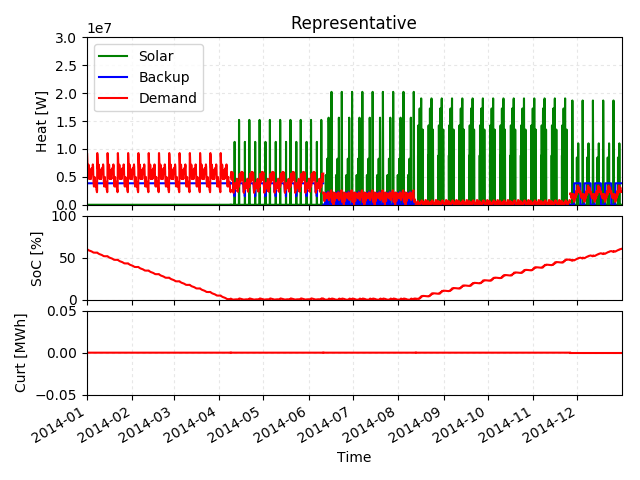 Representative
1e7
3.0
2.5
2.0
1.5
1.0
0.5
0.0
Heat [W]
Solar
Backup
Demand
100
50
0
SoC [%]
0.05
0.00
−0.05
Curt [MWh]
2014-01
2014-02
2014-03
2014-04
2014-05
2014-06
2014-07
2014-08
2014-09
2014-10
2014-11
2014-12
Time